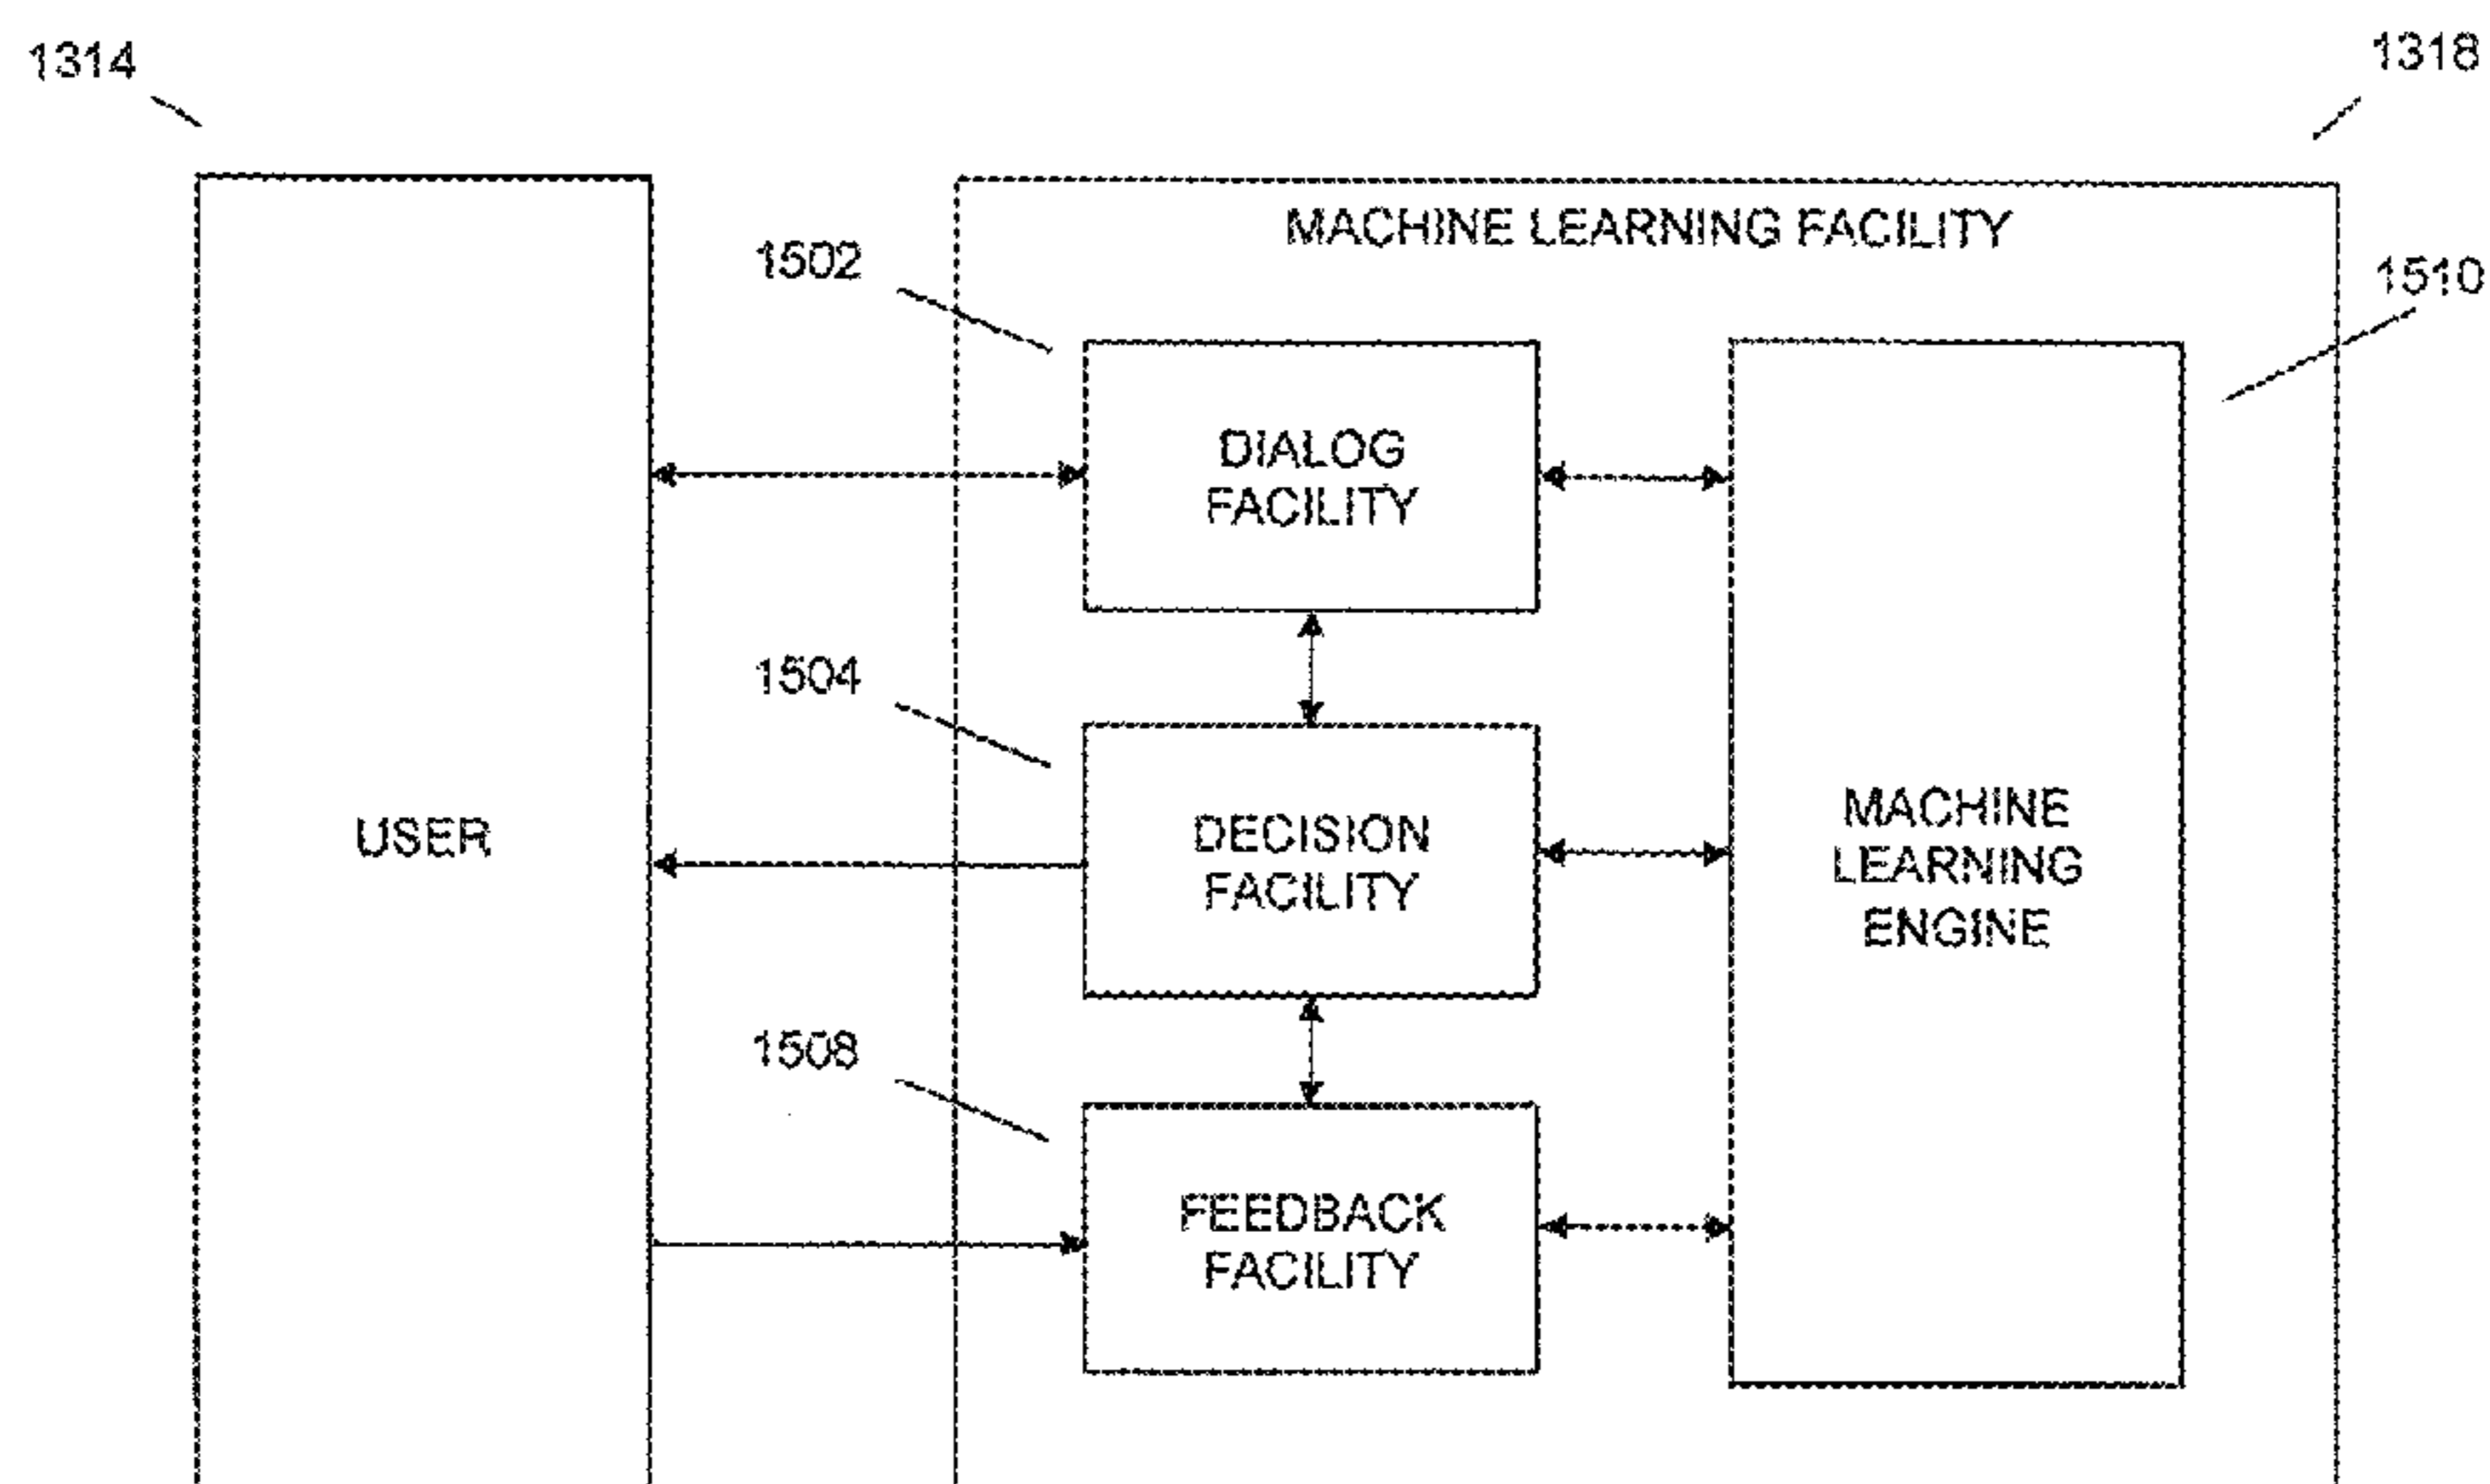 1314
1318
MACHINE LEARNING FACILITY
1502
1510
DIALOG
FACILITY
1504
USER
DECISION
FACILITY
MACHINE
LEARNING
ENGINE
1508
FEEDBACK
FACILITY